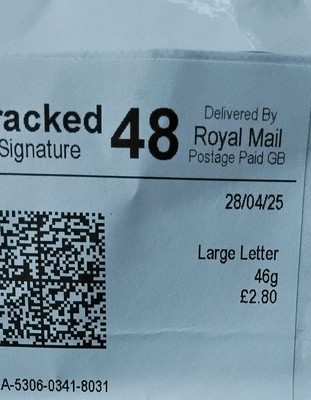 racked 48
Signature
Delivered By
Royal Mail
Postage Paid GB
28/04/25
Large Letter
46g
£2.80
A-5306-0341-8031